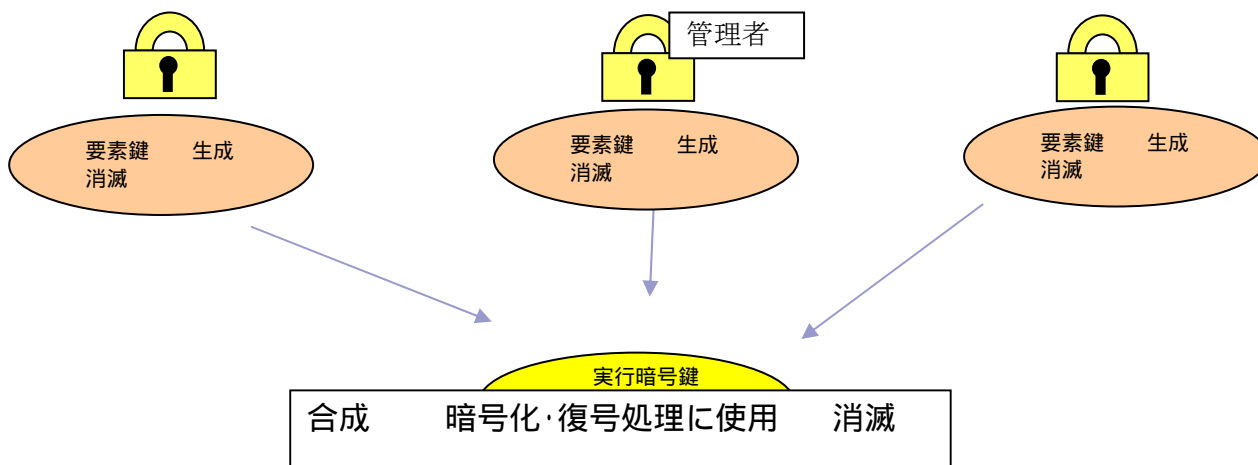 管理者
要素鍵 生成
消滅
要素鍵 生成
消滅
要素鍵 生成
消滅
実行暗号鍵
合成 暗号化・復号処理に使用 消滅